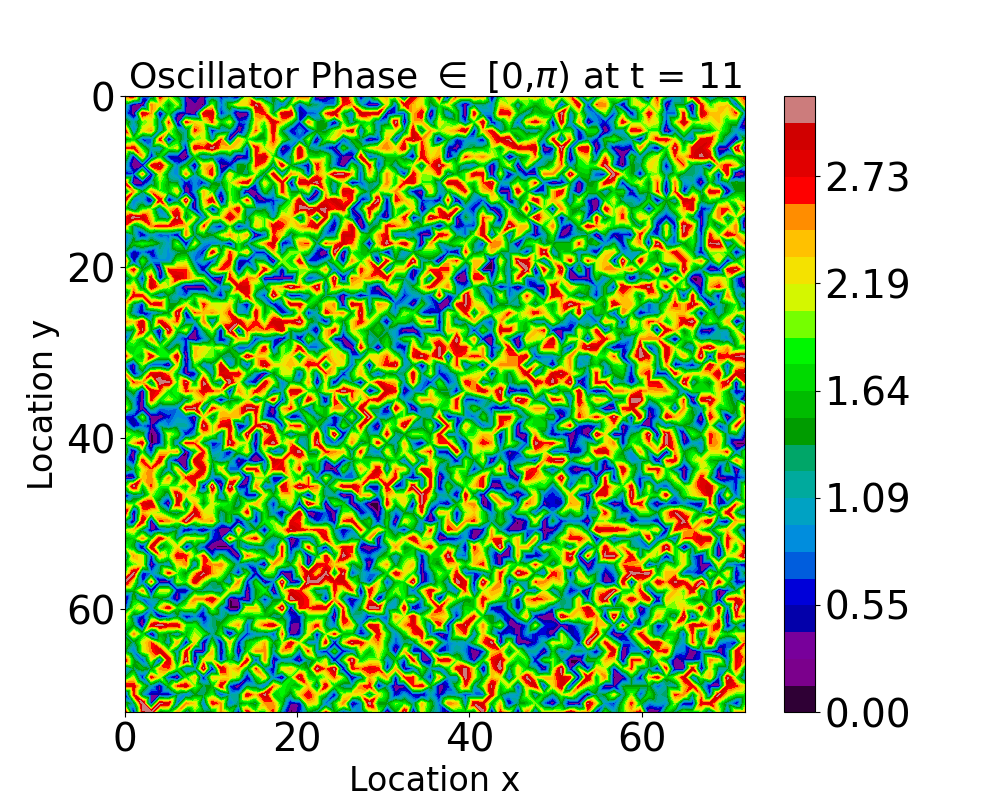 Oscillator Phase ∈ [0,π) at t = 11
0
20
40
60
Location y
0 20 40 60
Location x
2.73
2.19
1.64
1.09
0.55
0.00